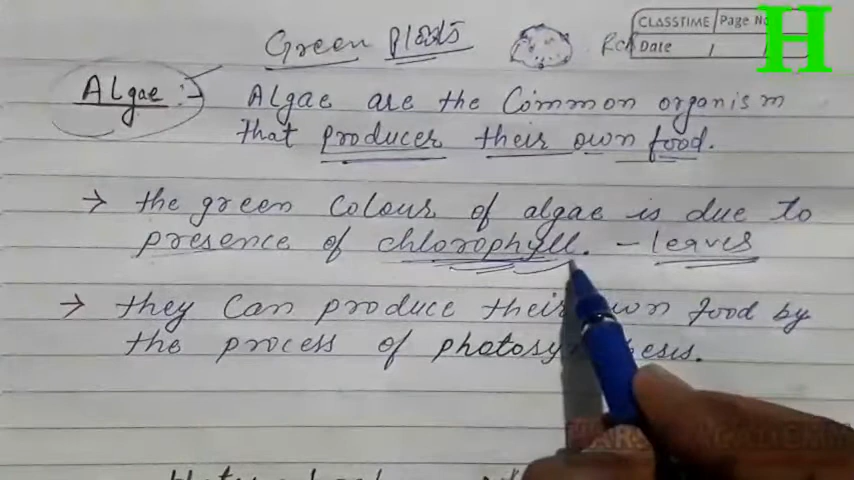 CLASSTIME Page No
Date / /
H
Green Plants
Algae :- Algae are the Common organism
that producer their own food.
→ the green colour of algae is due to
presence of chlorophyll. - leaves
→ they Can produce their own food by
the process of photosy esis.